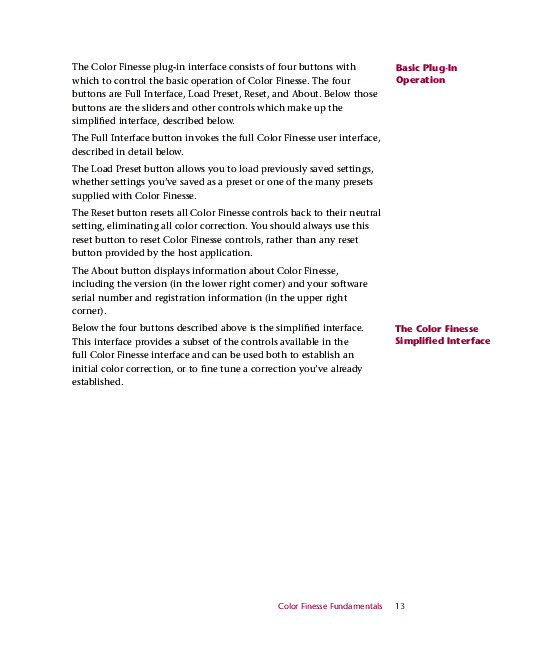 Basic Plug-In
Operation
The Color Finesse plug-in interface consists of four buttons with
which to control the basic operation of Color Finesse. The four
buttons are Full Interface, Load Preset, Reset, and About. Below those
buttons are the sliders and other controls which make up the
simplified interface, described below.
The Full Interface button invokes the full Color Finesse user interface,
described in detail below.
The Load Preset button allows you to load previously saved settings,
whether settings you've saved as a preset or one of the many presets
supplied with Color Finesse.
The Reset button resets all Color Finesse controls back to their neutral
setting, eliminating all color correction. You should always use this
reset button to reset Color Finesse controls, rather than any reset
button provided by the host application.
The About button displays information about Color Finesse,
including the version (in the lower right corner) and your software
serial number and registration information (in the upper right
corner).
The Color Finesse
Simplified Interface
Below the four buttons described above is the simplified interface.
This interface provides a subset of the controls available in the
full Color Finesse interface and can be used both to establish an
initial color correction, or to fine tune a correction you've already
established.
Color Finesse Fundamentals 13